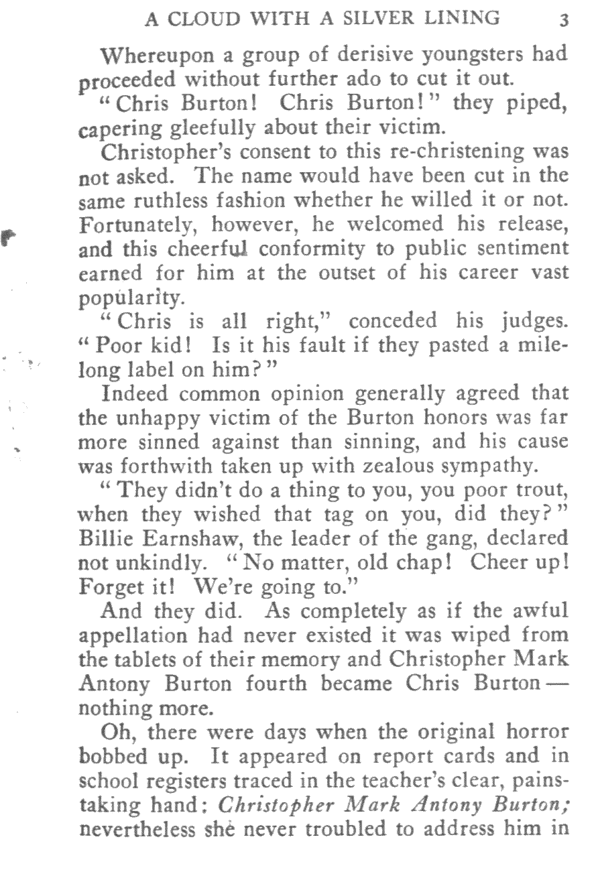 A CLOUD WITH A SILVER LINING 3
Whereupon a group of derisive youngsters had
proceeded without further ado to cut it out.
“Chris Burton! Chris Burton!” they piped,
capering gleefully about their victim.
Christopher’s consent to this re-christening was
not asked. The name would have been cut in the
same ruthless fashion whether he willed it or not.
Fortunately, however, he welcomed his release,
and this cheerful conformity to public sentiment
earned for him at the outset of his career vast
popularity.
“Chris is all right,” conceded his judges.
“Poor kid! Is it his fault if they pasted a mile-
long label on him?”
Indeed common opinion generally agreed that
the unhappy victim of the Burton honors was far
more sinned against than sinning, and his cause
was forthwith taken up with zealous sympathy.
“They didn’t do a thing to you, you poor trout,
when they wished that tag on you, did they?”
Billie Earnshaw, the leader of the gang, declared
not unkindly. “No matter, old chap! Cheer up!
Forget it! We’re going to.”
And they did. As completely as if the awful
appellation had never existed it was wiped from
the tablets of their memory and Christopher Mark
Antony Burton fourth became Chris Burton —
nothing more.
Oh, there were days when the original horror
bobbed up. It appeared on report cards and in
school registers traced in the teacher’s clear, pains-
taking hand: Christopher Mark Antony Burton;
nevertheless she never troubled to address him in